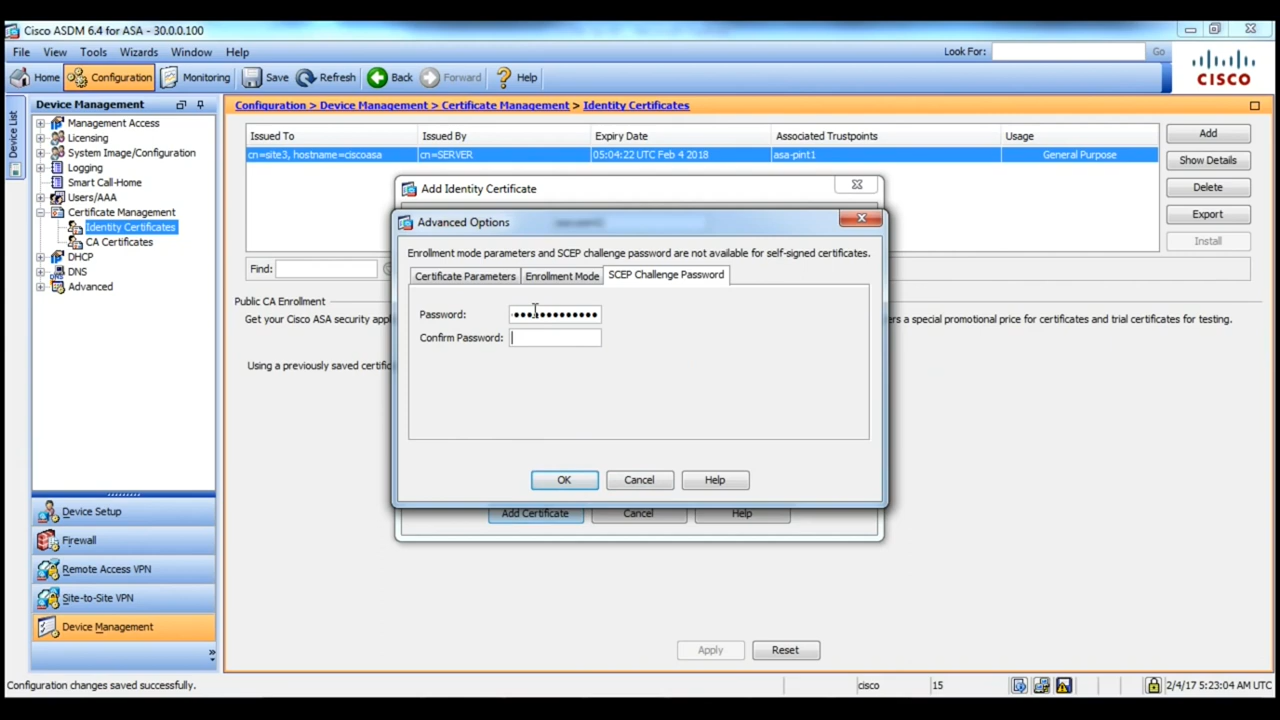 Cisco ASDM 6.4 for ASA - 30.0.0.100
File View Tools Wizards Window Help Look For: Go
Home Configuration Monitoring Save Refresh Back Forward Help
CISCO
Device List
Device Management
Management Access
Licensing
System Image/Configuration
Logging
Smart Call-Home
Users/AAA
Certificate Management
Identity Certificates
CA Certificates
DHCP
DNS
Advanced
Device Setup
Firewall
Remote Access VPN
Site-to-Site VPN
Device Management
Configuration > Device Management > Certificate Management > Identity Certificates
Issued To Issued By Expiry Date Associated Trustpoints Usage
cn=site3, hostname=ciscoasa cn=SERVER 05:04:22 UTC Feb 4 2018 asa-pint1 General Purpose
Add
Show Details
Delete
Export
Install
Find:
Public CA Enrollment
Get your Cisco ASA security appl
ers a special promotional price for certificates and trial certificates for testing.
Using a previously saved certific
Add Identity Certificate
Advanced Options
Enrollment mode parameters and SCEP challenge password are not available for self-signed certificates.
Certificate Parameters Enrollment Mode SCEP Challenge Password
Password:
Confirm Password:
OK Cancel Help
Add Certificate Cancel Help
Apply Reset
Configuration changes saved successfully. cisco 15 2/4/17 5:23:04 AM UTC